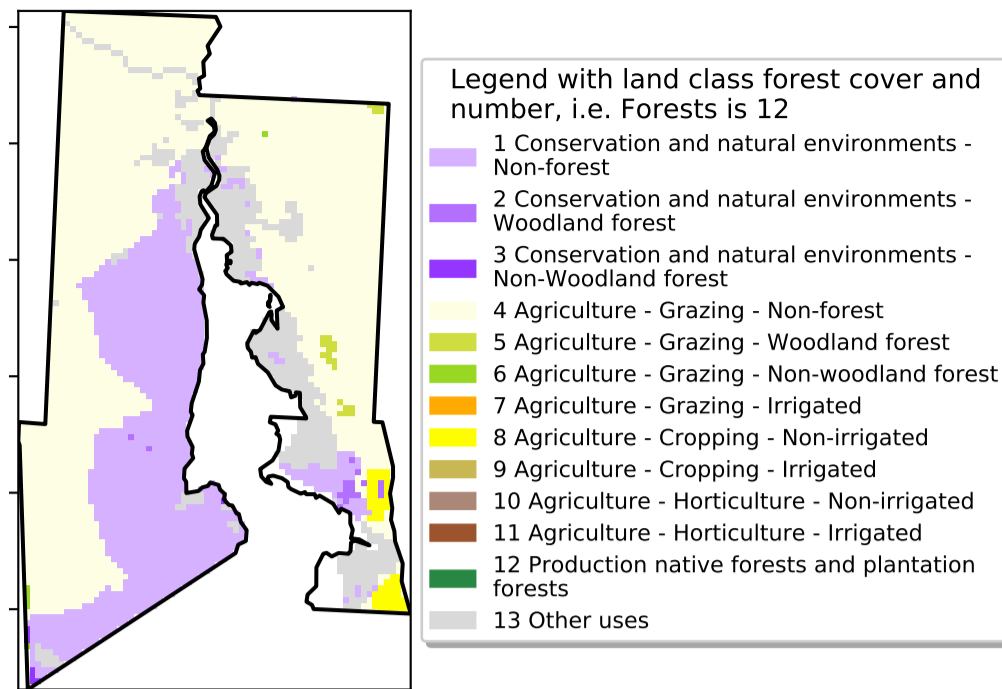 Legend with land class forest cover and
number, i.e. Forests is 12
1 Conservation and natural environments -
Non-forest
2 Conservation and natural environments -
Woodland forest
3 Conservation and natural environments -
Non-Woodland forest
4 Agriculture - Grazing - Non-forest
5 Agriculture - Grazing - Woodland forest
6 Agriculture - Grazing - Non-woodland forest
7 Agriculture - Grazing - Irrigated
8 Agriculture - Cropping - Non-irrigated
9 Agriculture - Cropping - Irrigated
10 Agriculture - Horticulture - Non-irrigated
11 Agriculture - Horticulture - Irrigated
12 Production native forests and plantation
forests
13 Other uses